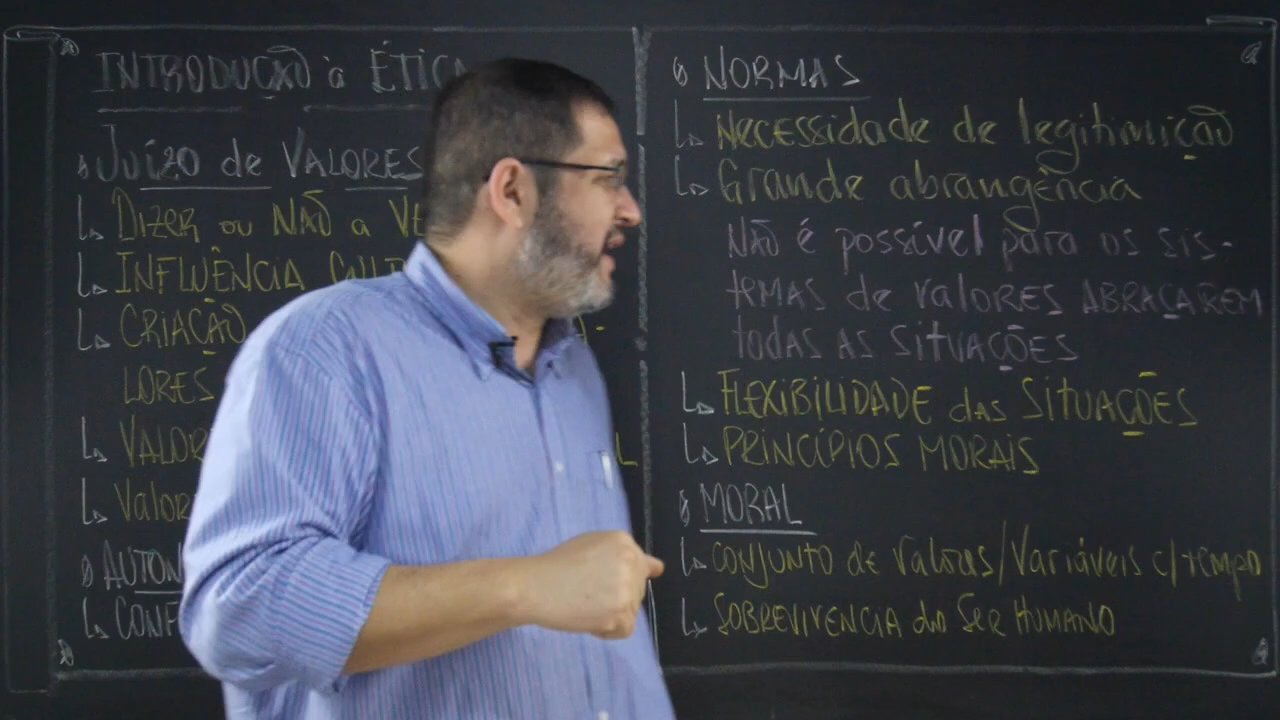 INTRODUÇÃO à ÉTICA
JUÍZO de VALORES
DIZER ou NÃO a
INFLUÊNCIA
CRIAÇÃO
LORES
VALOR
VALOR
AUTON
CONF
NORMAS
NECESSIDADE de legitimição
Grande abrangência
NÃO é possível para os SIS-
tEMAS de valorES ABRAÇAREM
todas AS SITUAÇÕES
FLEXIBILIDADE das SITUAÇÕES
PRINCÍPIOS MORAIS
MORAL
CONJUNTO de Valores/Variáveis c/tempo
SOBREVIVENCIA do SER HUMANO